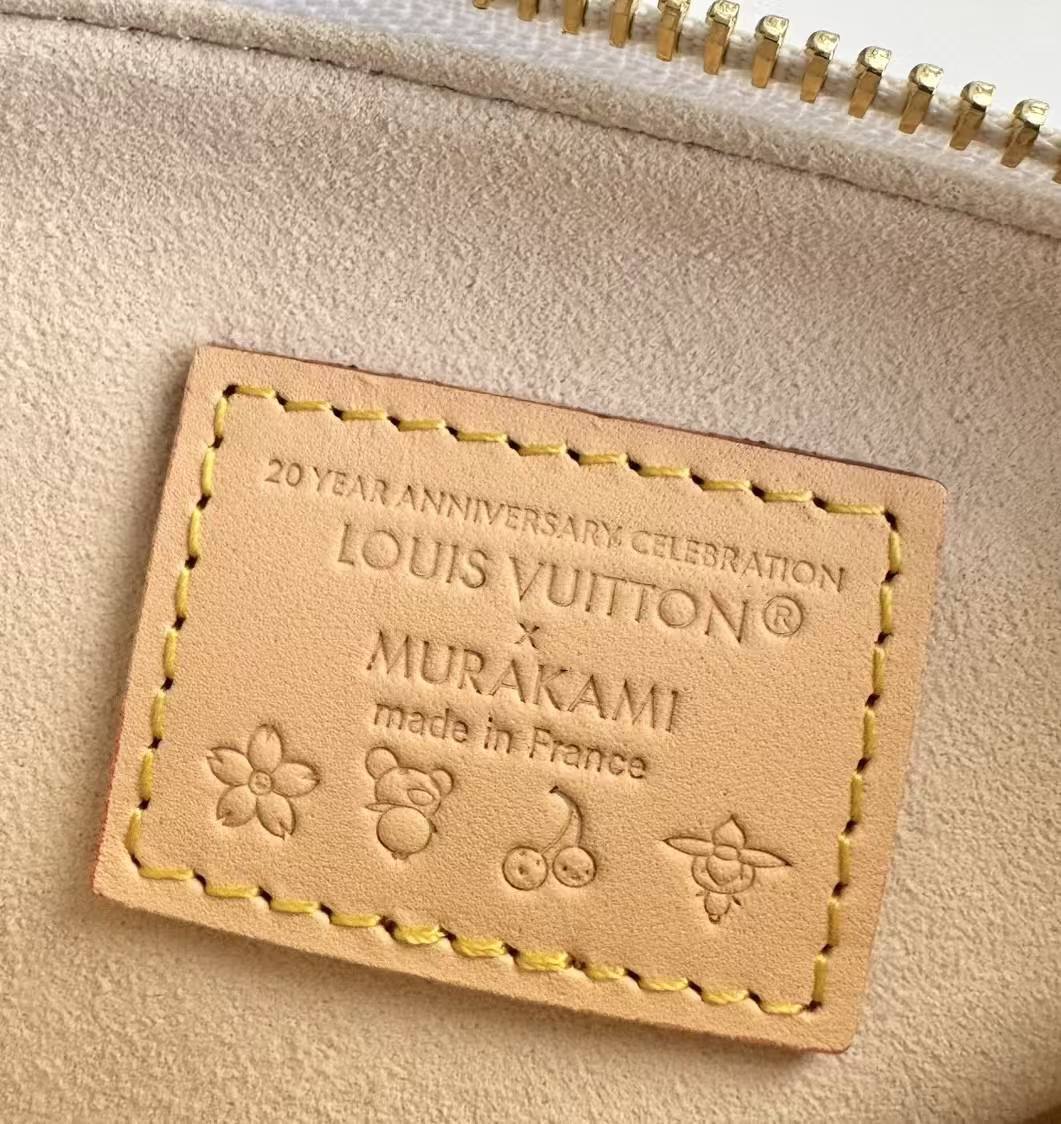 20 YEAR ANNIVERSARY CELEBRATION
LOUIS VUITTON®
x
MURAKAMI
made in France